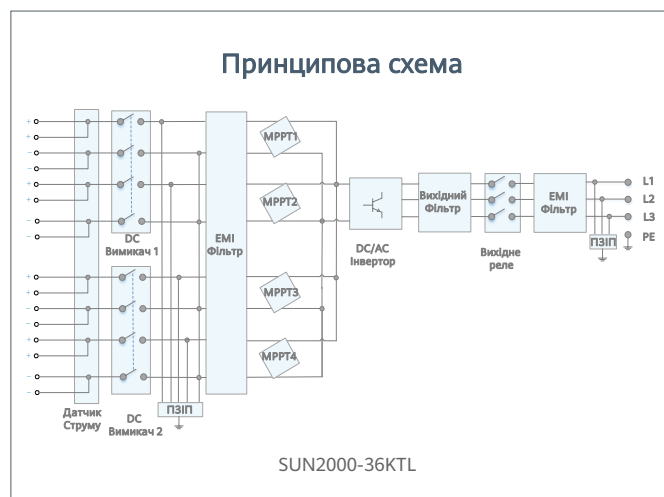 Принципова схема
+
+
−
−
+
+
−
−
+
+
−
−
+
+
−
−
Датчик
Струму
DC
Вимикач 1
DC
Вимикач 2
ПЗІП
EMI
Фільтр
MPPT1
MPPT2
MPPT3
MPPT4
DC/AC
Інвертор
Вихідний
Фільтр
Вихідне
реле
EMI
Фільтр
ПЗІП
L1
L2
L3
PE
SUN2000-36KTL